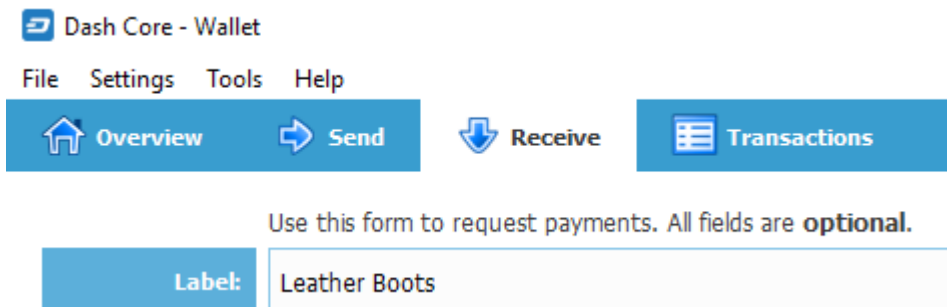 Dash Core - Wallet
File Settings Tools Help
Overview Send Receive Transactions
Use this form to request payments. All fields are optional.
Label: Leather Boots